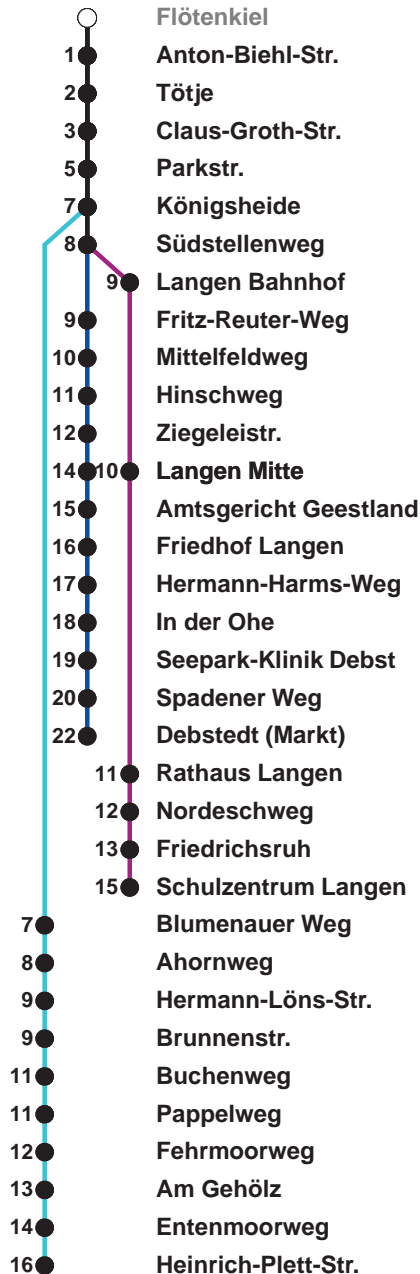 Flötenkiel
1 Anton-Biehl-Str.
2 Tötje
3 Claus-Groth-Str.
5 Parkstr.
7 Königsheide
8 Südstellenweg
9 Langen Bahnhof
9 Fritz-Reuter-Weg
10 Mittelfeldweg
11 Hinschweg
12 Ziegeleistr.
14 10 Langen Mitte
15 Amtsgericht Geestland
16 Friedhof Langen
17 Hermann-Harms-Weg
18 In der Ohe
19 Seepark-Klinik Debst
20 Spadener Weg
22 Debstedt (Markt)
11 Rathaus Langen
12 Nordeschweg
13 Friedrichsruh
15 Schulzentrum Langen
7 Blumenauer Weg
8 Ahornweg
9 Hermann-Löns-Str.
9 Brunnenstr.
11 Buchenweg
11 Pappelweg
12 Fehrmoorweg
13 Am Gehölz
14 Entenmoorweg
16 Heinrich-Plett-Str.